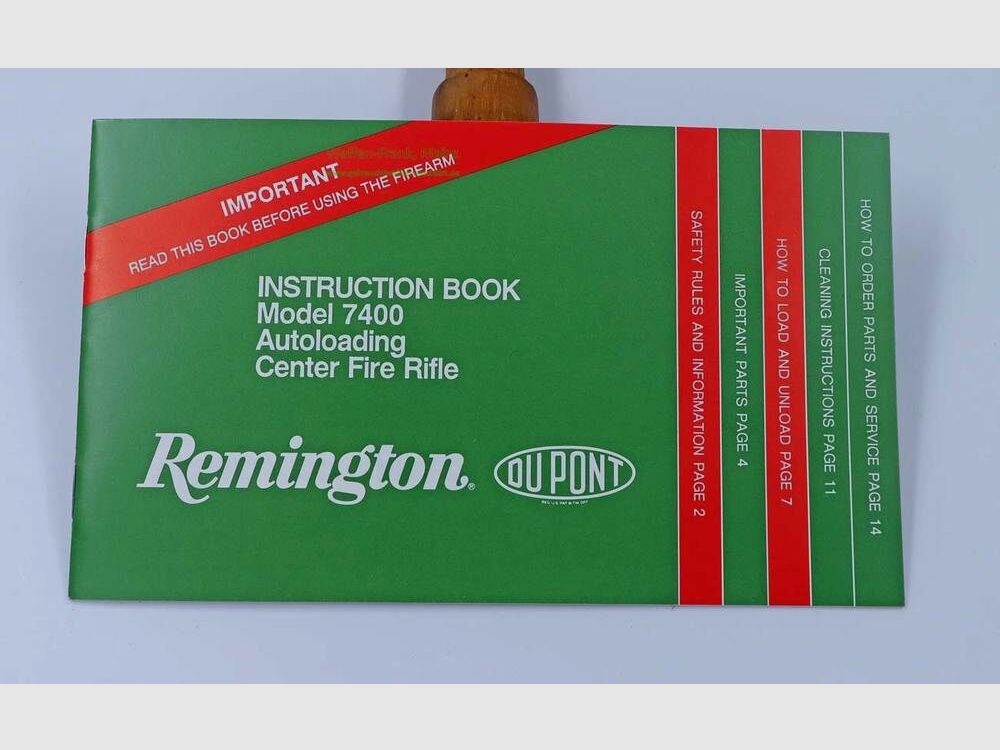 IMPORTANT
READ THIS BOOK BEFORE USING THE FIREARM
INSTRUCTION BOOK
Model 7400
Autoloading
Center Fire Rifle
Remington®
DU PONT
SAFETY RULES AND INFORMATION PAGE 2
IMPORTANT PARTS PAGE 4
HOW TO LOAD AND UNLOAD PAGE 7
CLEANING INSTRUCTIONS PAGE 11
HOW TO ORDER PARTS AND SERVICE PAGE 14